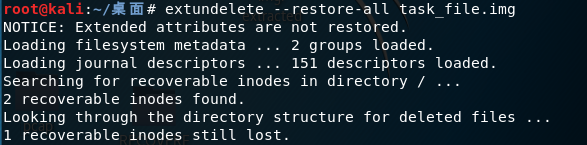 root@kali:~/桌面# extundelete --restore-all task_file.img
NOTICE: Extended attributes are not restored.
Loading filesystem metadata ... 2 groups loaded.
Loading journal descriptors ... 151 descriptors loaded.
Searching for recoverable inodes in directory / ...
2 recoverable inodes found.
Looking through the directory structure for deleted files ...
1 recoverable inodes still lost.